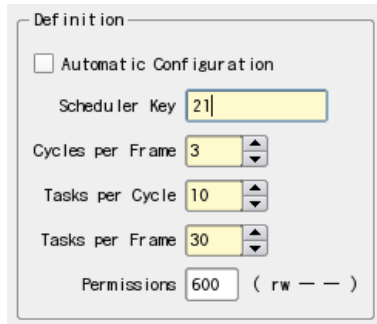 Definition
Automatic Configuration
Scheduler Key 21
Cycles per Frame 3
Tasks per Cycle 10
Tasks per Frame 30
Permissions 600 ( rw — — )